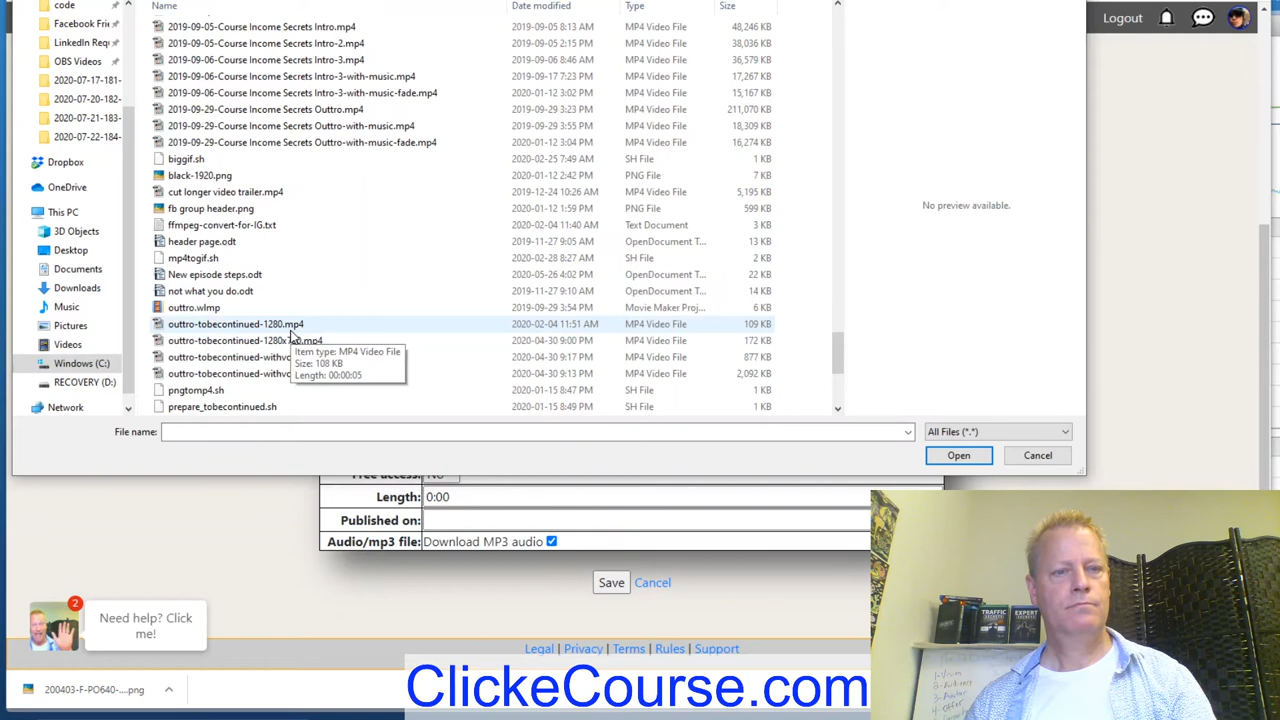 code
Facebook Frie
LinkedIn Req
OBS Videos
2020-07-17-181-
2020-07-20-182-
2020-07-21-183-
2020-07-22-184-
Dropbox
OneDrive
This PC
3D Objects
Desktop
Documents
Downloads
Music
Pictures
Videos
Windows (C:)
RECOVERY (D:)
Network
Name Date modified Type Size
2019-09-05-Course Income Secrets Intro.mp4 2019-09-05 8:13 AM MP4 Video File 48,246 KB
2019-09-05-Course Income Secrets Intro-2.mp4 2019-09-05 2:15 PM MP4 Video File 38,036 KB
2019-09-06-Course Income Secrets Intro-3.mp4 2019-09-06 8:46 AM MP4 Video File 36,579 KB
2019-09-06-Course Income Secrets Intro-3-with-music.mp4 2019-09-17 7:23 PM MP4 Video File 17,267 KB
2019-09-06-Course Income Secrets Intro-3-with-music-fade.mp4 2020-01-12 3:02 PM MP4 Video File 15,167 KB
2019-09-29-Course Income Secrets Outtro.mp4 2019-09-29 3:23 PM MP4 Video File 211,070 KB
2019-09-29-Course Income Secrets Outtro-with-music.mp4 2019-09-29 3:55 PM MP4 Video File 18,309 KB
2019-09-29-Course Income Secrets Outtro-with-music-fade.mp4 2020-01-12 3:04 PM MP4 Video File 16,274 KB
biggif.sh 2020-02-25 7:49 AM SH File 1 KB
black-1920.png 2020-01-12 2:42 PM PNG File 7 KB
cut longer video trailer.mp4 2019-12-24 10:26 AM MP4 Video File 5,195 KB
fb group header.png 2020-01-12 1:59 PM PNG File 599 KB
ffmpeg-convert-for-IG.txt 2020-02-04 11:40 AM Text Document 3 KB
header page.odt 2019-11-27 9:05 AM OpenDocument T... 13 KB
mp4togif.sh 2020-02-28 8:27 AM SH File 2 KB
New episode steps.odt 2020-05-26 4:02 PM OpenDocument T... 22 KB
not what you do.odt 2019-11-27 9:10 AM OpenDocument T... 14 KB
outtro.wlmp 2019-09-29 3:54 PM Movie Maker Proj... 6 KB
outtro-tobecontinued-1280.mp4 2020-02-04 11:51 AM MP4 Video File 109 KB
2020-04-30 9:00 PM MP4 Video File 172 KB
outtro-tobecontinued-withvo 2020-04-30 9:17 PM MP4 Video File 877 KB
outtro-tobecontinued-withvo 2020-04-30 9:34 PM MP4 Video File 2,092 KB
pngtomp4.sh 2020-01-15 8:47 PM SH File 1 KB
prepare_tobecontinued.sh 2020-01-15 8:49 PM SH File 1 KB
Item type: MP4 Video File
Size: 108 KB
Length: 00:00:05
No preview available.
File name: All Files (*.*)
Open Cancel
Logout
Free access: No
Length: 0:00
Published on:
Audio/mp3 file: Download MP3 audio
Save Cancel
2
Need help? Click
me!
Legal | Privacy | Terms | Rules | Support
200403-F-PO640-....png
ClickeCourse.com
TRAFFIC
SECRETS
EXPERT
SECRETS